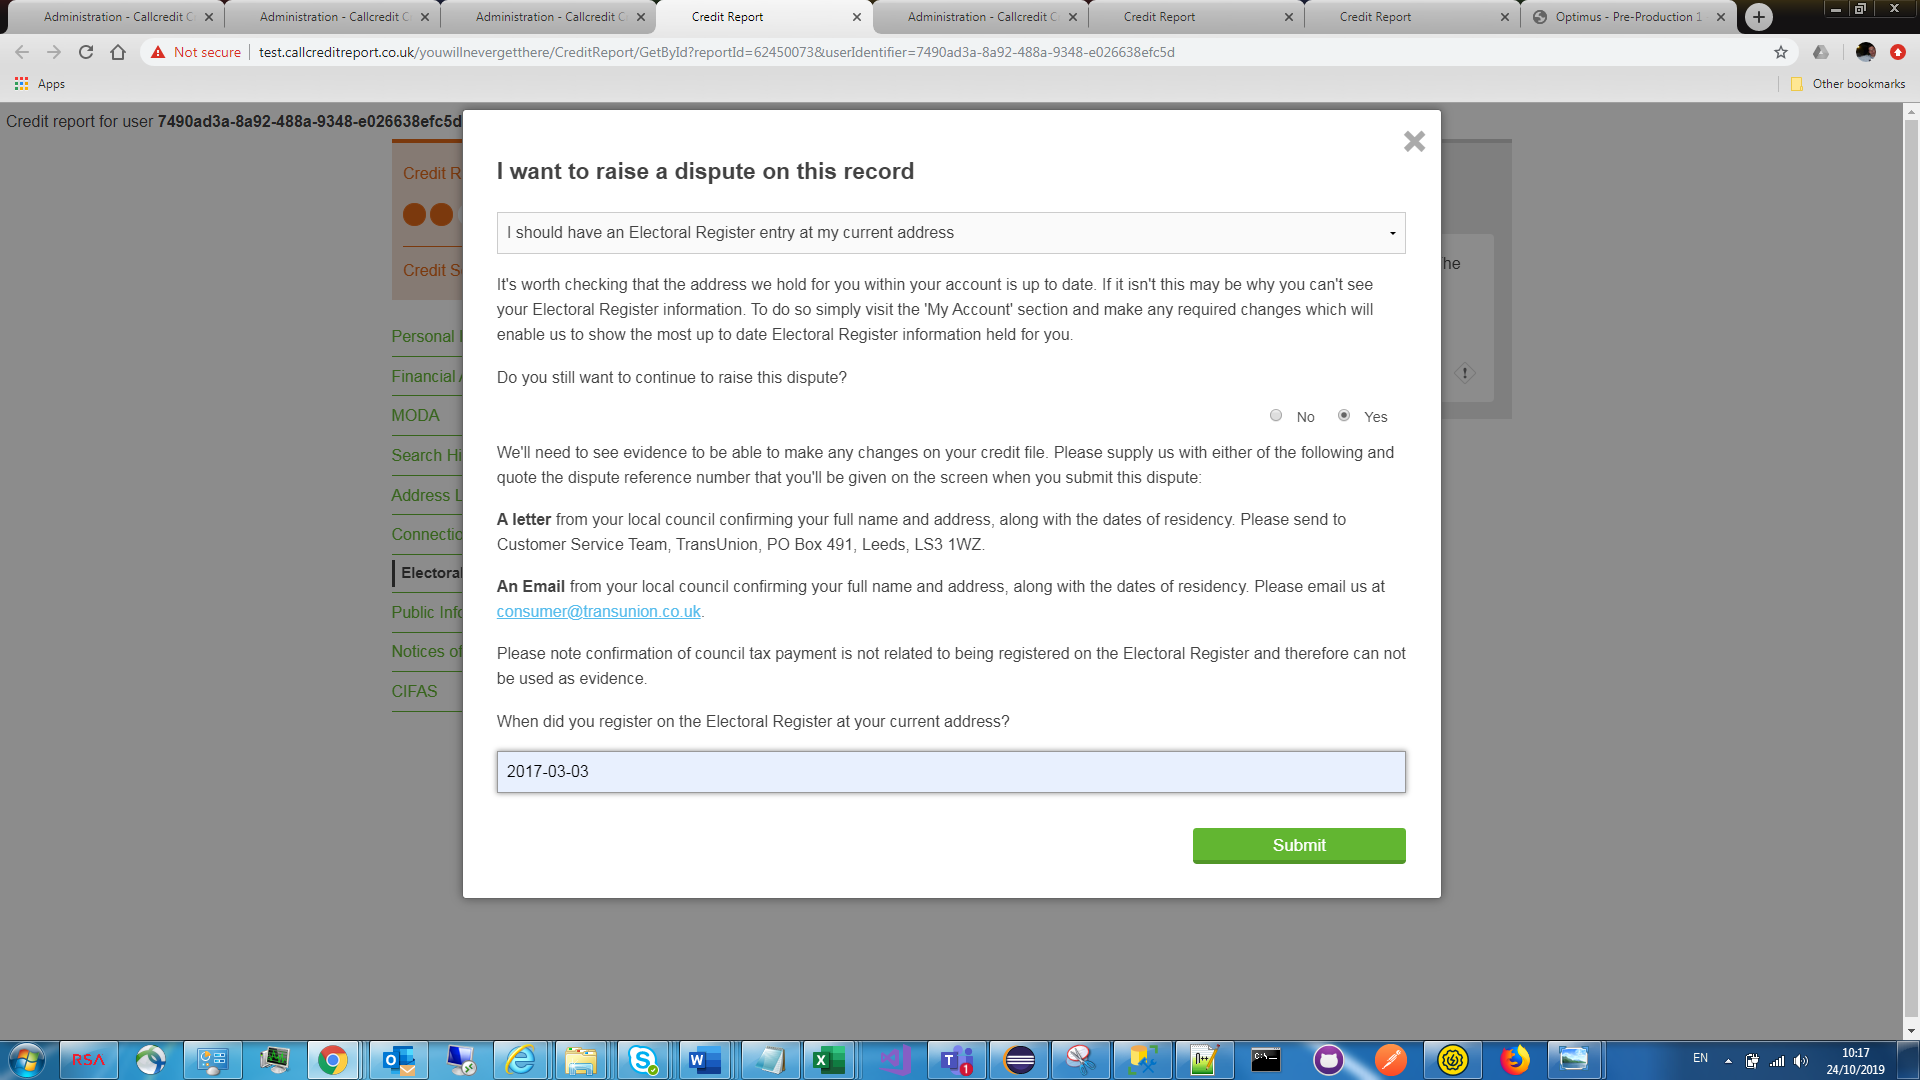 Administration - Callcredit C
Administration - Callcredit C
Administration - Callcredit C
Credit Report
Administration - Callcredit C
Credit Report
Credit Report
Optimus - Pre-Production 1
Not secure
test.callcreditreport.co.uk/youwillnevergetthere/CreditReport/GetById?reportId=62450073&userIdentifier=7490ad3a-8a92-488a-9348-e026638efc5d
Apps
Other bookmarks
Credit report for user 7490ad3a-8a92-488a-9348-e026638efc5d
Credit R
Credit S
Personal
Financial A
MODA
Search Hi
Address L
Connectio
Electoral
Public Info
Notices of
CIFAS
he
I want to raise a dispute on this record
I should have an Electoral Register entry at my current address
It's worth checking that the address we hold for you within your account is up to date. If it isn't this may be why you can't see
your Electoral Register information. To do so simply visit the 'My Account' section and make any required changes which will
enable us to show the most up to date Electoral Register information held for you.
Do you still want to continue to raise this dispute?
No Yes
We'll need to see evidence to be able to make any changes on your credit file. Please supply us with either of the following and
quote the dispute reference number that you'll be given on the screen when you submit this dispute:
A letter from your local council confirming your full name and address, along with the dates of residency. Please send to
Customer Service Team, TransUnion, PO Box 491, Leeds, LS3 1WZ.
An Email from your local council confirming your full name and address, along with the dates of residency. Please email us at
consumer@transunion.co.uk.
Please note confirmation of council tax payment is not related to being registered on the Electoral Register and therefore can not
be used as evidence.
When did you register on the Electoral Register at your current address?
2017-03-03
Submit
RSA
EN
10:17
24/10/2019